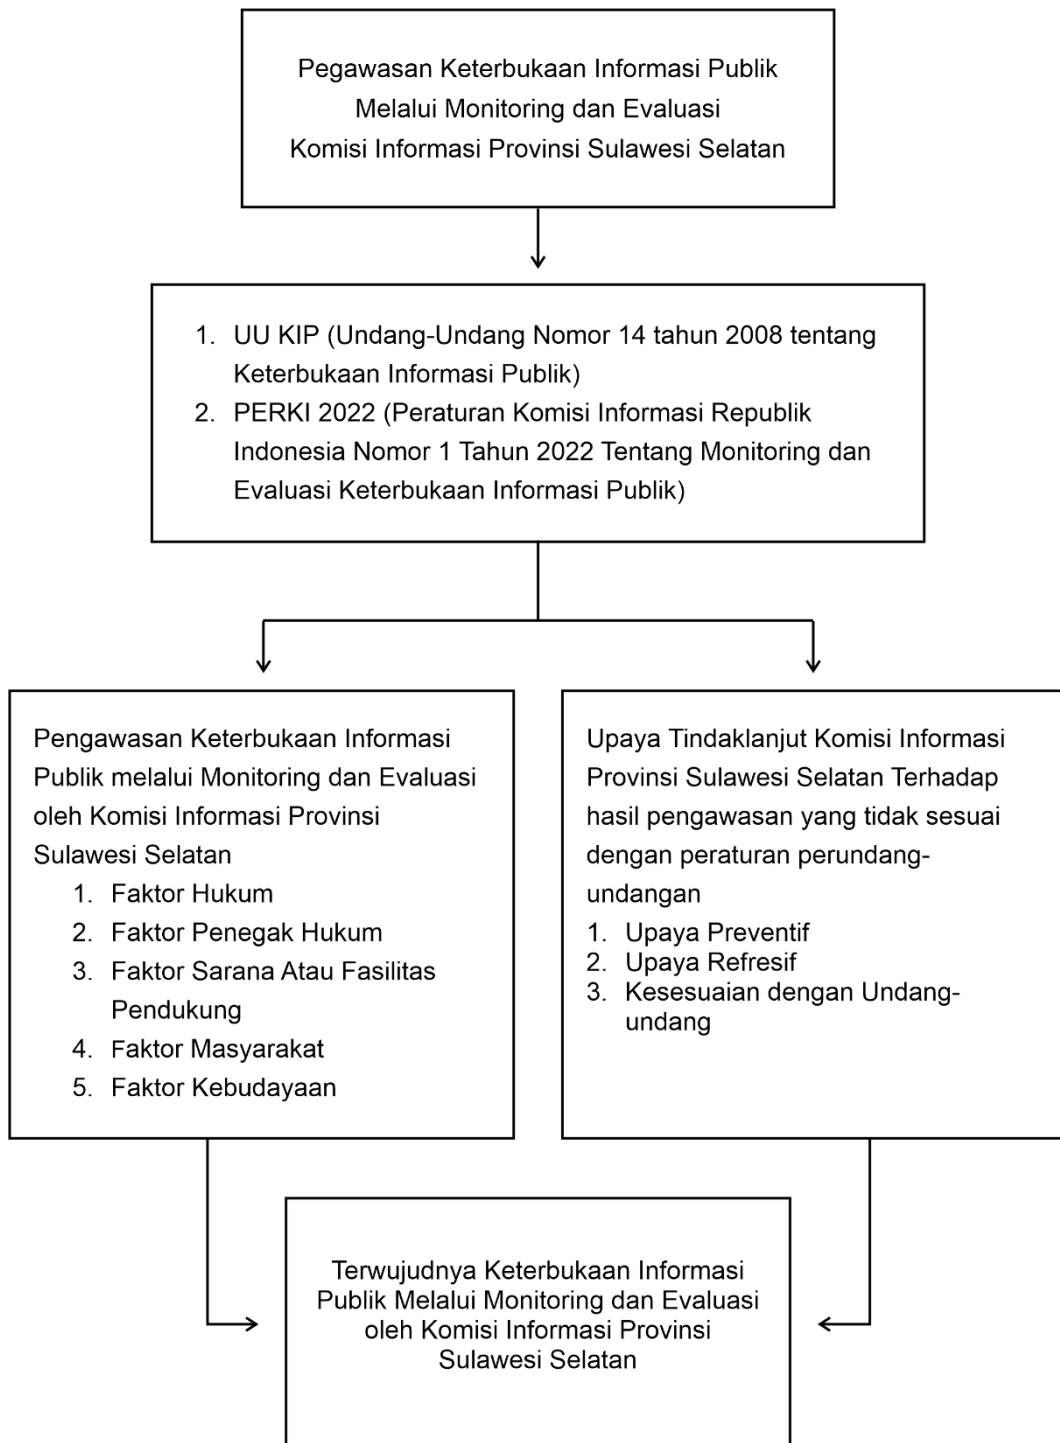 Pegawasan Keterbukaan Informasi Publik
Melalui Monitoring dan Evaluasi
Komisi Informasi Provinsi Sulawesi Selatan
1. UU KIP (Undang-Undang Nomor 14 tahun 2008 tentang
Keterbukaan Informasi Publik)
2. PERKI 2022 (Peraturan Komisi Informasi Republik
Indonesia Nomor 1 Tahun 2022 Tentang Monitoring dan
Evaluasi Keterbukaan Informasi Publik)
Pengawasan Keterbukaan Informasi
Publik melalui Monitoring dan Evaluasi
oleh Komisi Informasi Provinsi
Sulawesi Selatan
1. Faktor Hukum
2. Faktor Penegak Hukum
3. Faktor Sarana Atau Fasilitas
Pendukung
4. Faktor Masyarakat
5. Faktor Kebudayaan
Upaya Tindaklanjut Komisi Informasi
Provinsi Sulawesi Selatan Terhadap
hasil pengawasan yang tidak sesuai
dengan peraturan perundang-
undangan
1. Upaya Preventif
2. Upaya Refresif
3. Kesesuaian dengan Undang-
undang
Terwujudnya Keterbukaan Informasi
Publik Melalui Monitoring dan Evaluasi
oleh Komisi Informasi Provinsi
Sulawesi Selatan